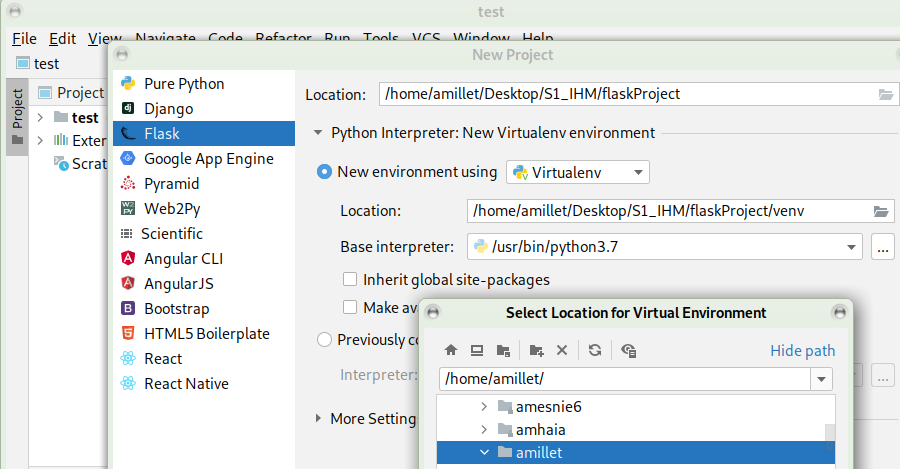 test
File Edit View Navigate Code Refactor Run Tools VCS Window Help
test
New Project
Project
Project
test
Exter
Scrat
Pure Python
Django
Flask
Google App Engine
Pyramid
Web2Py
Scientific
Angular CLI
AngularJS
Bootstrap
HTML5 Boilerplate
React
React Native
Location: /home/amillet/Desktop/S1_IHM/flaskProject
Python Interpreter: New Virtualenv environment
New environment using Virtualenv
Location: /home/amillet/Desktop/S1_IHM/flaskProject/venv
Base interpreter: /usr/bin/python3.7 ...
Inherit global site-packages
Make av
Previously co
Interpreter: ...
More Setting
Select Location for Virtual Environment
Hide path
/home/amillet/
amesnie6
amhaia
amillet